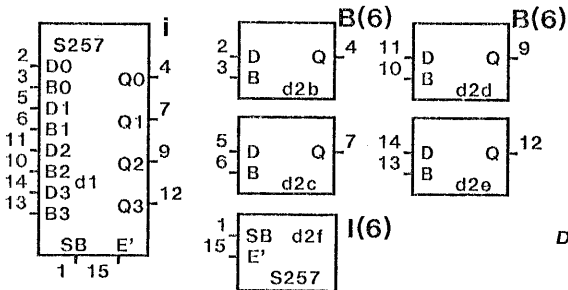 i
S257
2 D0
3 B0 Q0 4
5 D1
6 B1 Q1 7
11 D2
10 B2 Q2 9
14 D3 d1
13 B3 Q3 12
SB E'
1 15
B(6)
2 D Q 4
3 B
d2b
5 D Q 7
6 B
d2c
B(6)
11 D Q 9
10 B
d2d
14 D Q 12
13 B
d2e
I(6)
1 SB d2f
15 E'
S257
D